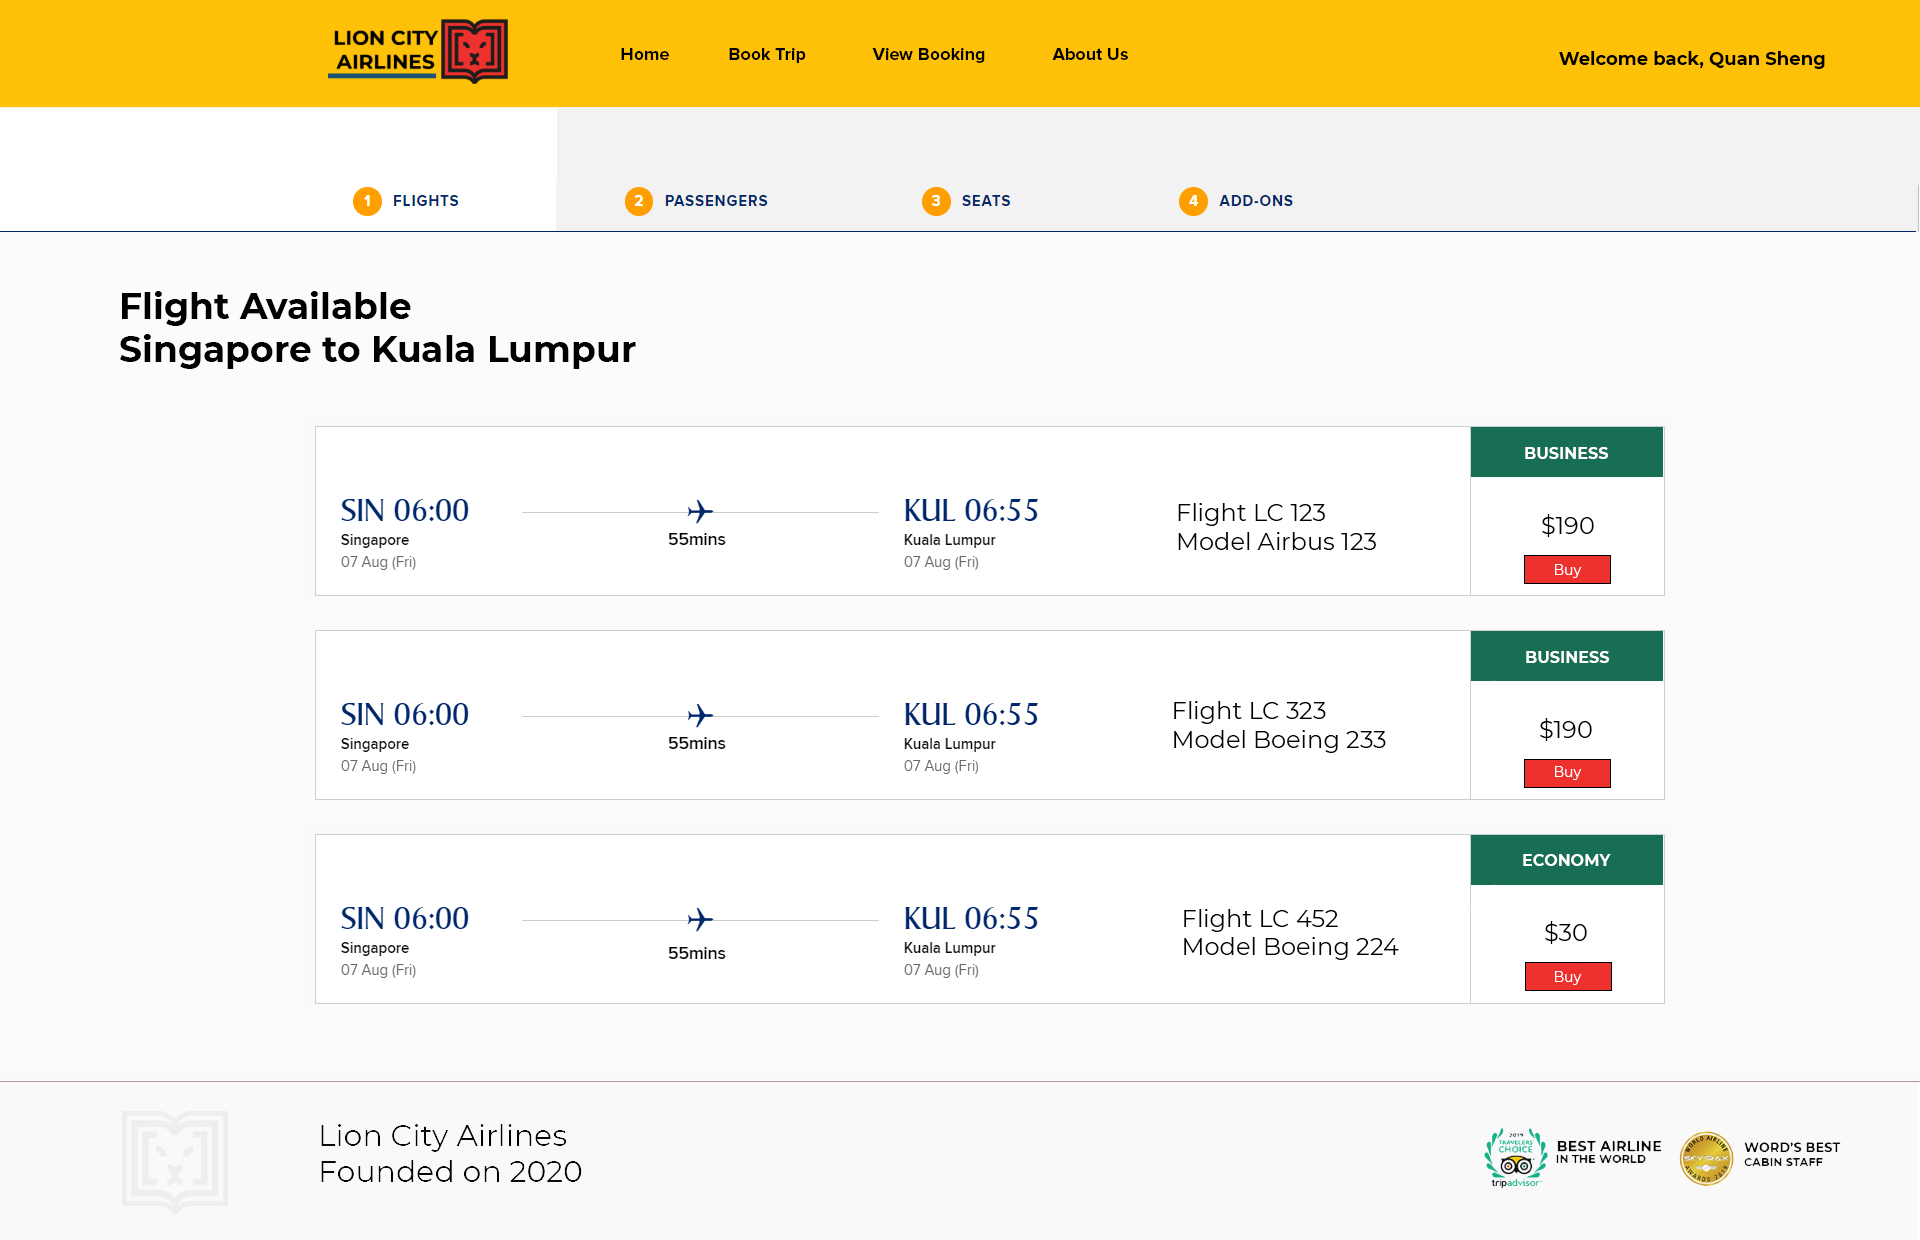 LION CITY
AIRLINES
Home
Book Trip
View Booking
About Us
Welcome back, Quan Sheng
1 FLIGHTS
2 PASSENGERS
3 SEATS
4 ADD-ONS
Flight Available
Singapore to Kuala Lumpur
SIN 06:00
Singapore
07 Aug (Fri)
55mins
KUL 06:55
Kuala Lumpur
07 Aug (Fri)
Flight LC 123
Model Airbus 123
BUSINESS
$190
Buy
SIN 06:00
Singapore
07 Aug (Fri)
55mins
KUL 06:55
Kuala Lumpur
07 Aug (Fri)
Flight LC 323
Model Boeing 233
BUSINESS
$190
Buy
SIN 06:00
Singapore
07 Aug (Fri)
55mins
KUL 06:55
Kuala Lumpur
07 Aug (Fri)
Flight LC 452
Model Boeing 224
ECONOMY
$30
Buy
Lion City Airlines
Founded on 2020
2019
TRAVELERS'
CHOICE
tripadvisor
BEST AIRLINE
IN THE WORLD
WORLD AIRLINE
SKYTRAX
AWARDS 2019
WORD'S BEST
CABIN STAFF